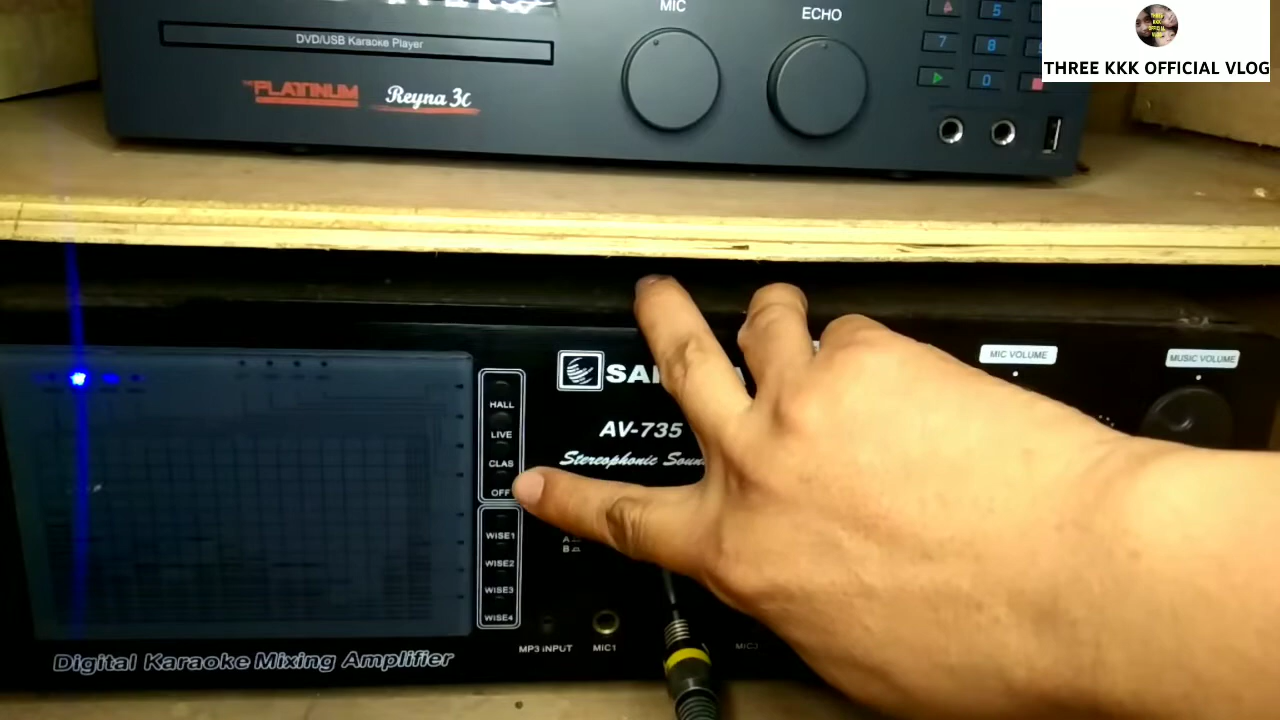 MIC
ECHO
5
DVD/USB Karaoke Player
7
8
THREE KKK OFFICIAL VLOG
THE PLATINUM
Reyna 3c
0
MIC VOLUME
MUSIC VOLUME
HALL
LIVE
CLAS
OFF
AV-735
Stereophonic
WISE1
WISE2
WISE3
WISE4
A
B
MP3 INPUT
MIC1
Digital Karaoke Mixing Amplifier